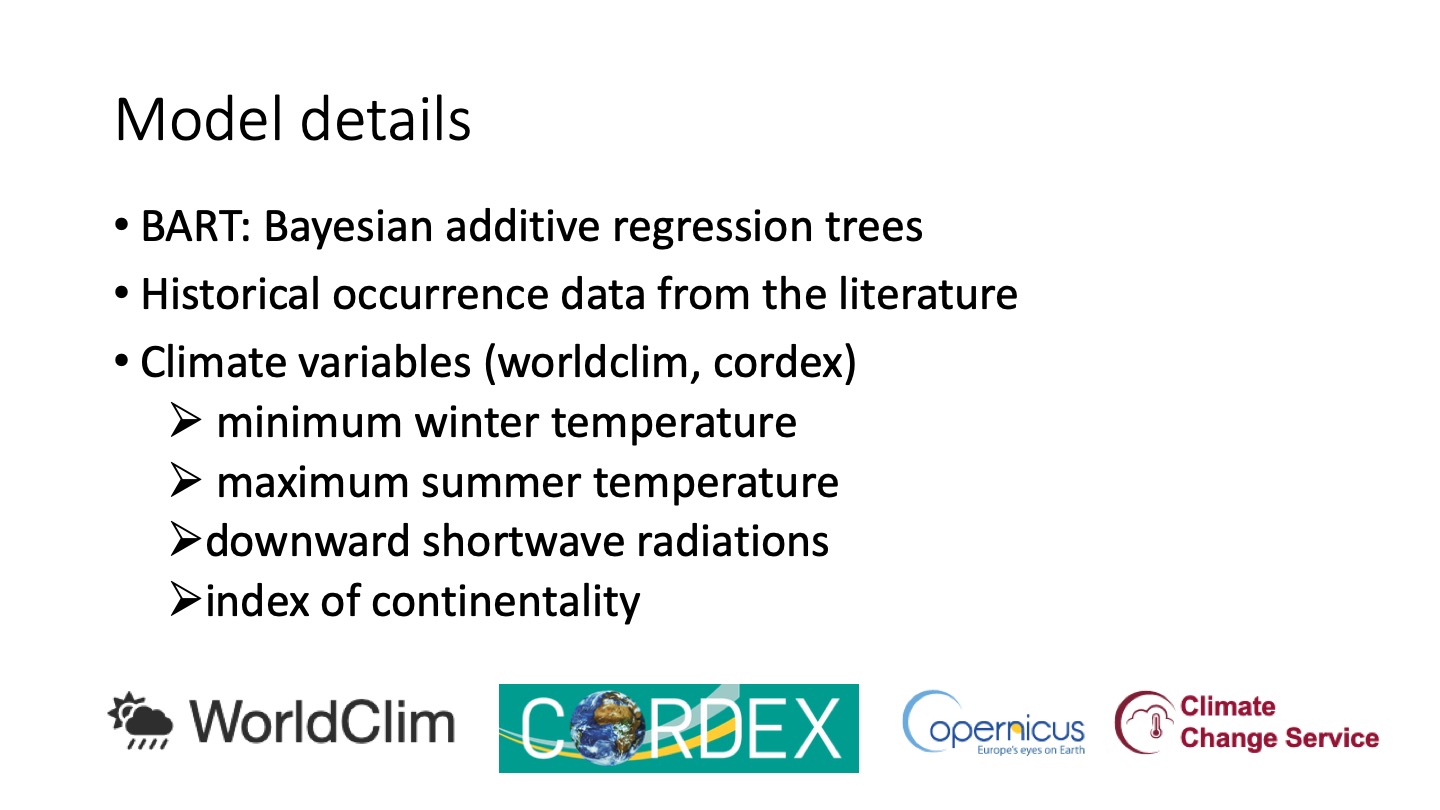 Model details
• BART: Bayesian additive regression trees
• Historical occurrence data from the literature
• Climate variables (worldclim, cordex)
➢ minimum winter temperature
➢ maximum summer temperature
➢downward shortwave radiations
➢index of continentality
WorldClim
CORDEX
Copernicus
Europe's eyes on Earth
Climate
Change Service